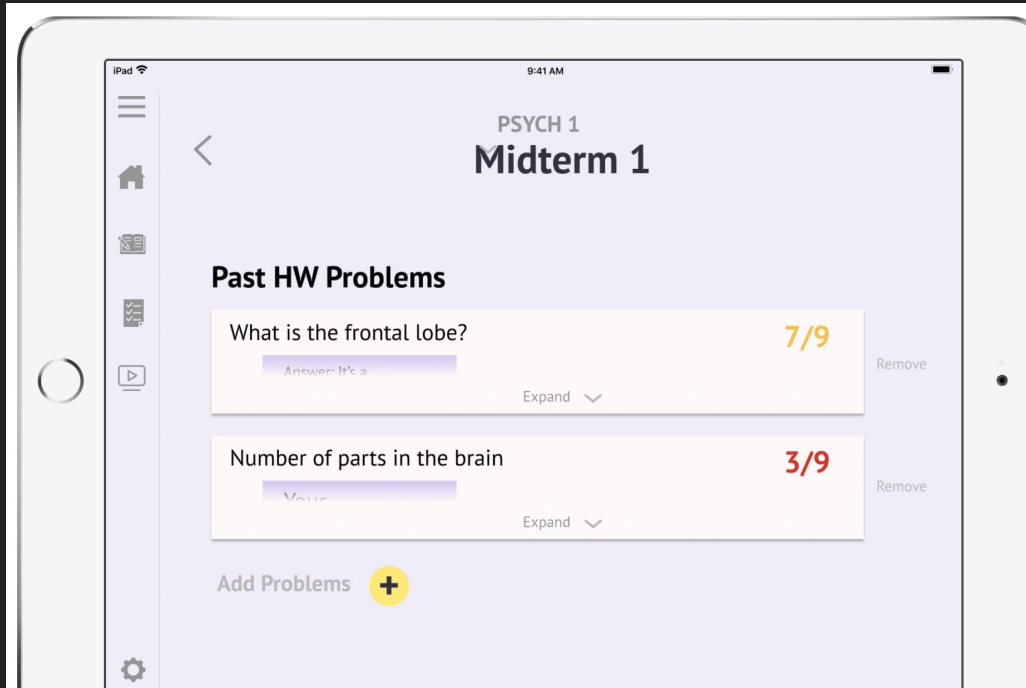 iPad
9:41 AM
PSYCH 1
Midterm 1
Past HW Problems
What is the frontal lobe?
7/9
Answer: It's a
Expand
Remove
Number of parts in the brain
3/9
Your
Expand
Remove
Add Problems